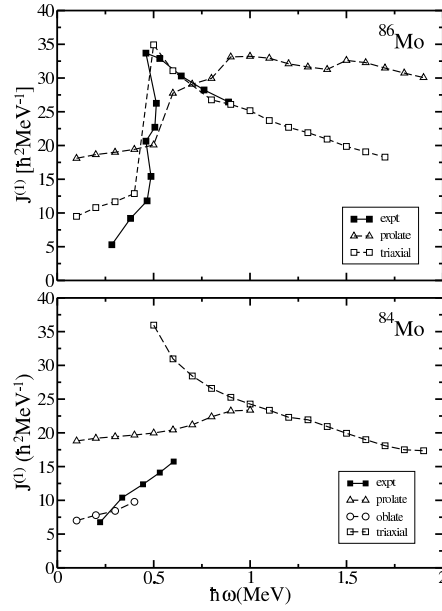 40
35
30
25
20
15
10
5
0
J⁽¹⁾ [ħ²MeV⁻¹]
⁸⁶Mo
expt
prolate
triaxial
40
35
30
25
20
15
10
5
0
J⁽¹⁾ (ħ²MeV⁻¹)
⁸⁴Mo
expt
prolate
oblate
triaxial
0 0.5 1 1.5 2
ħω(MeV)